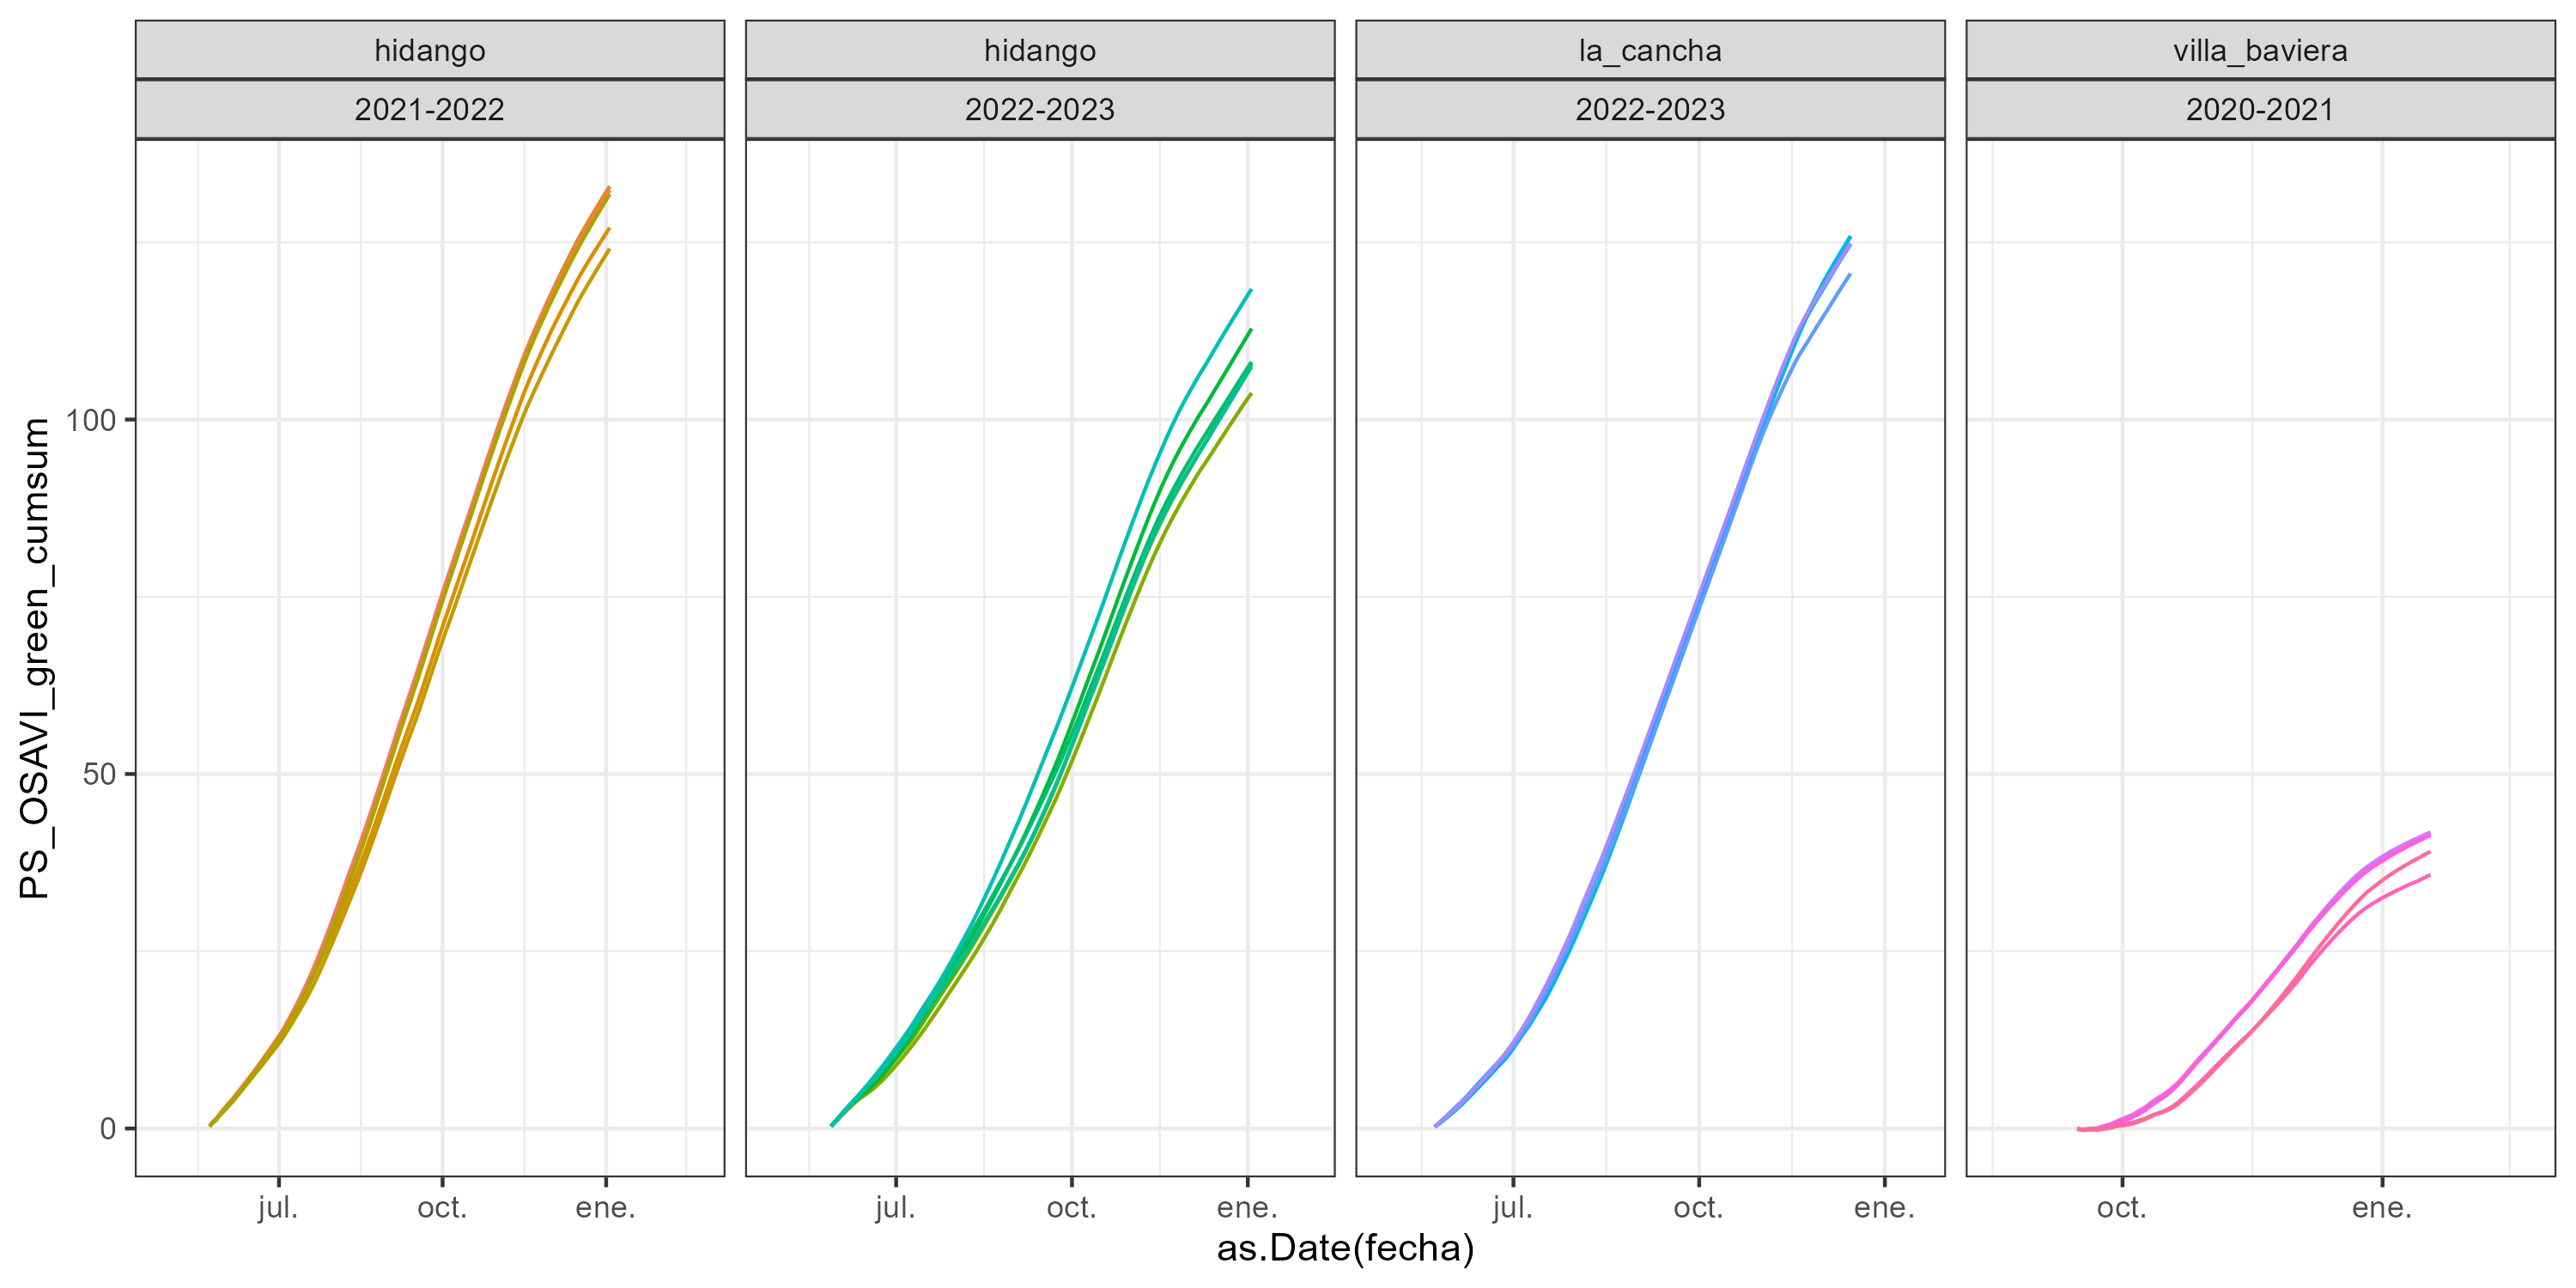 hidango
2021-2022
hidango
2022-2023
la_cancha
2022-2023
villa_baviera
2020-2021
PS_OSAVI_green_cumsum
100
50
0
jul.
oct.
ene.
jul.
oct.
ene.
jul.
oct.
ene.
oct.
ene.
as.Date(fecha)